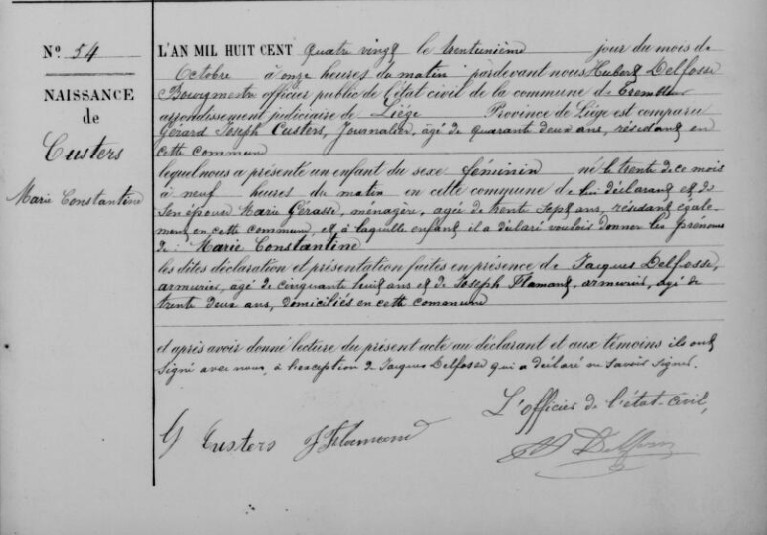 N.º 54
NAISSANCE
de
Custers
Marie Constantine
L'AN MIL HUIT CENT quatre vingt le trentunième jour du mois de
Octobre à onze heures du matin pardevant nous Hubert Delfosse
Bourgmestre officier public de l'état civil de la commune de Trembleur
arrondissement judiciaire de Liége Province de Liége est comparu
Gérard Joseph Custers, Journalier, âgé de quarante deux ans, résidant en
cette commune
lequel nous a présenté un enfant du sexe féminin né le trente de ce mois
à neuf heures du matin en cette commune de lui déclarant et de
son épouse Marie Gérasse, ménagère, agée de trente sept ans, résidant égale-
ment en cette commune, et à laquelle enfant il a déclaré vouloir donner les prénoms
de : Marie Constantine
les dites déclaration et présentation faites en présence de Jacques Delfosse,
armurier, agé de cinquante huit ans et de Joseph Flamant, armurier, âgé de
trente deux ans, domiciliés en cette commune
et après avoir donné lecture du présent acte au déclarant et aux témoins ils ont
signé avec nous, à l'exception de Jacques Delfosse qui a déclaré ne savoir signer.
L'officier de l'état-civil,
G Custers J Flamand
H Delfosse